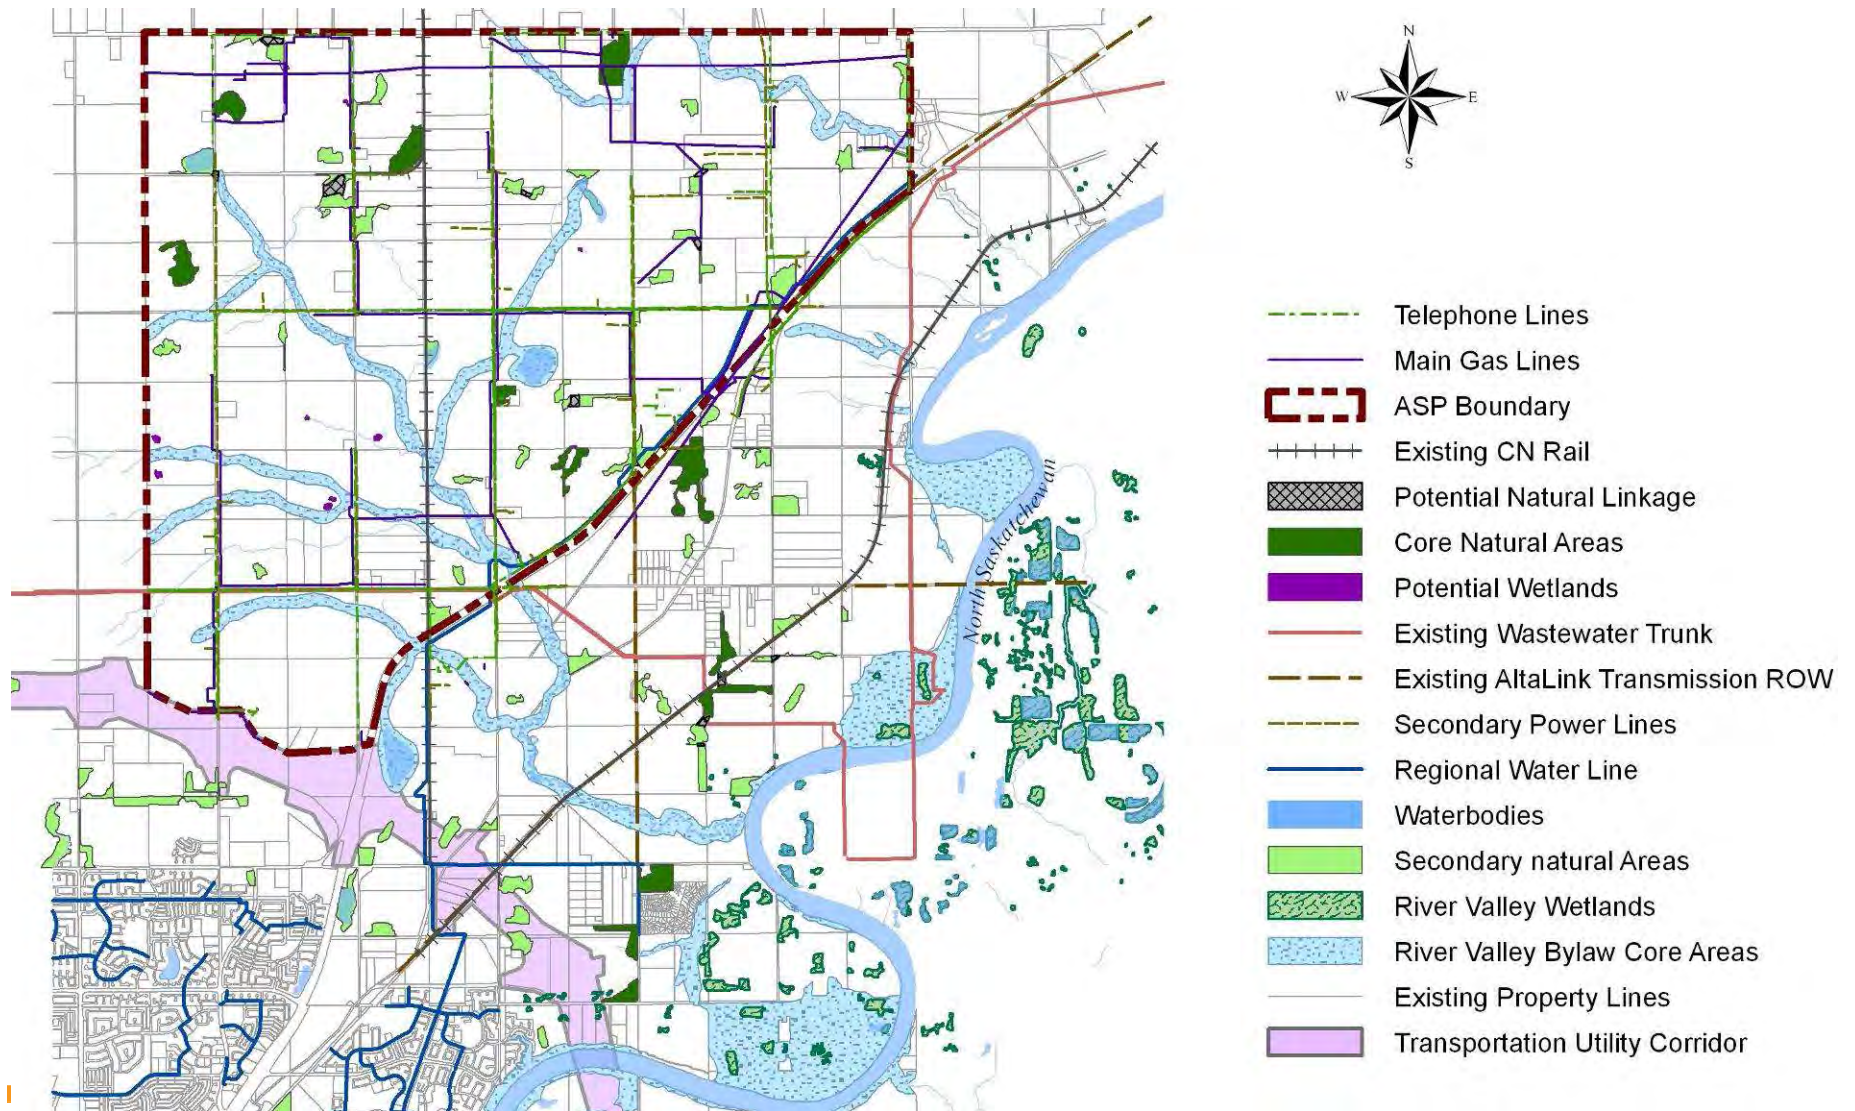 N
W
E
S
North Saskatchewan
Telephone Lines
Main Gas Lines
ASP Boundary
Existing CN Rail
Potential Natural Linkage
Core Natural Areas
Potential Wetlands
Existing Wastewater Trunk
Existing AltaLink Transmission ROW
Secondary Power Lines
Regional Water Line
Waterbodies
Secondary natural Areas
River Valley Wetlands
River Valley Bylaw Core Areas
Existing Property Lines
Transportation Utility Corridor